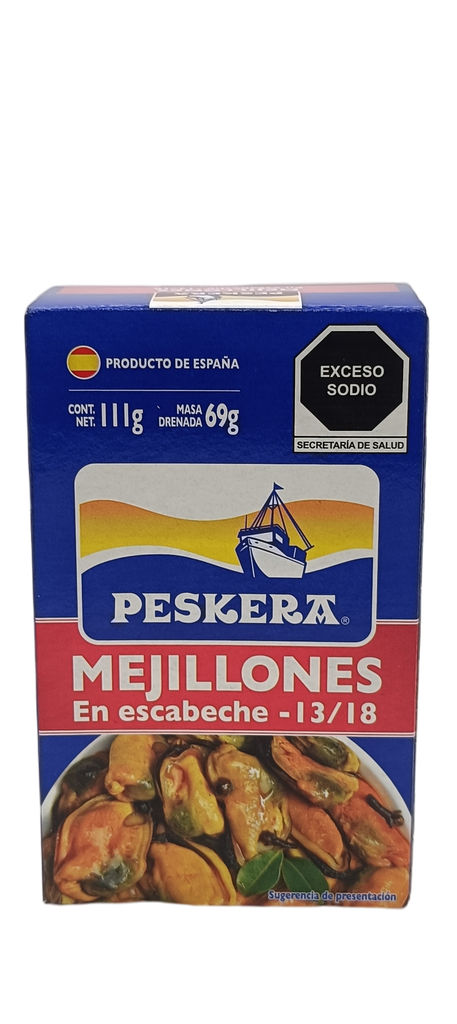 PESKERA
PRODUCTO DE ESPAÑA
CONT. NET. 111g MASA DRENADA 69g
EXCESO
SODIO
SECRETARÍA DE SALUD
PESKERA®
MEJILLONES
En escabeche -13/18
Sugerencia de presentación